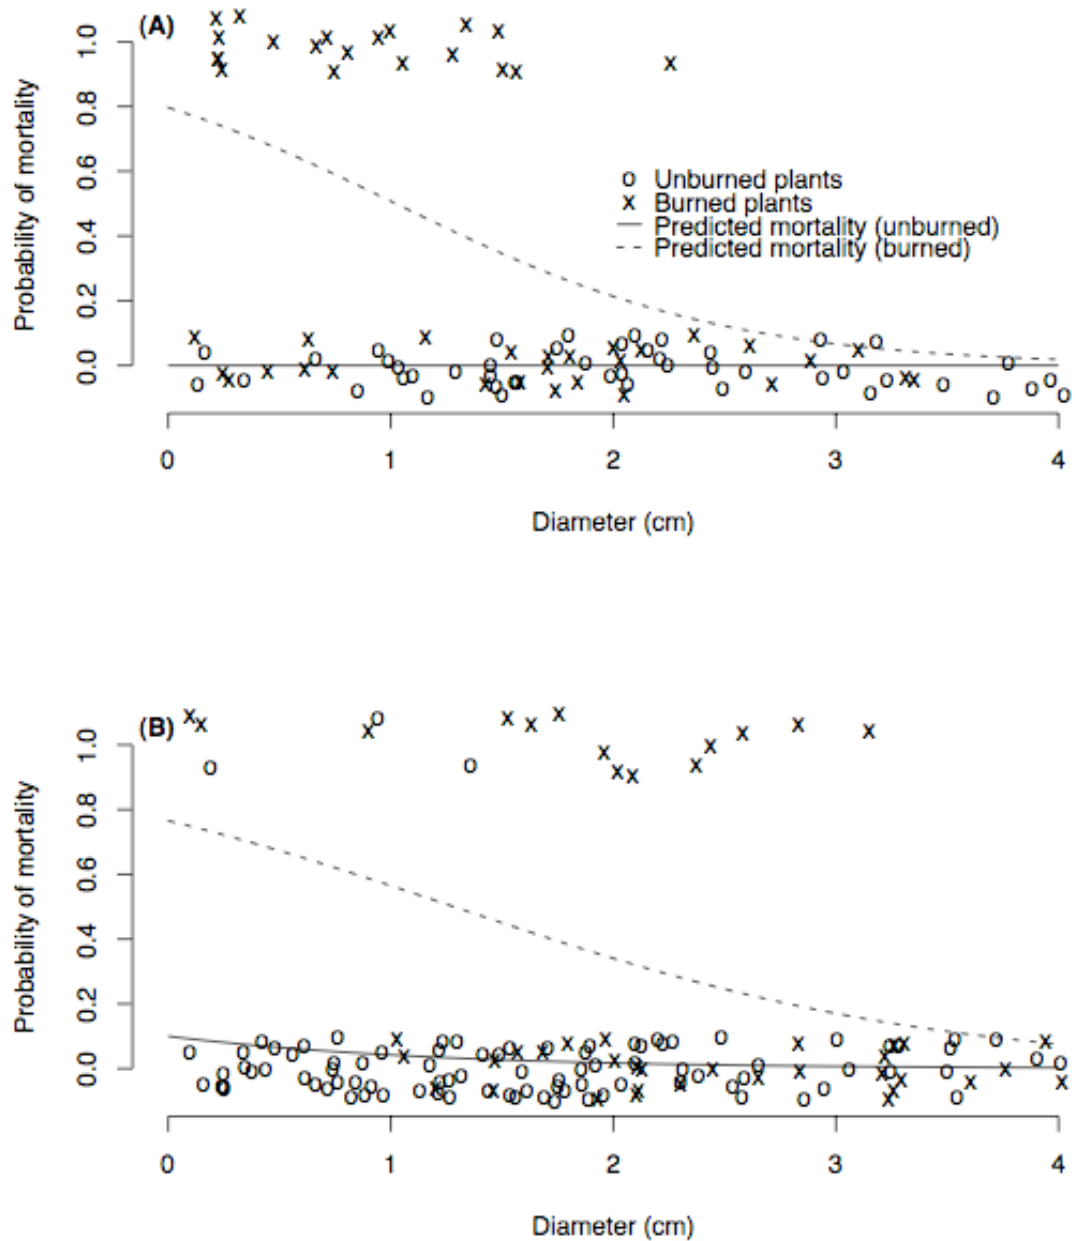 (A)
Probability of mortality
1.0
0.8
0.6
0.4
0.2
0.0
o Unburned plants
x Burned plants
Predicted mortality (unburned)
Predicted mortality (burned)
0 1 2 3 4
Diameter (cm)
(B)
Probability of mortality
1.0
0.8
0.6
0.4
0.2
0.0
0 1 2 3 4
Diameter (cm)